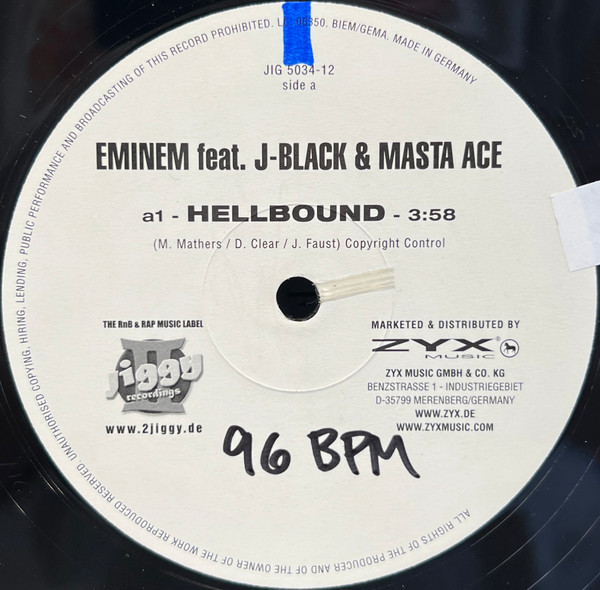 ALL RIGHTS OF THE PRODUCER AND OF THE OWNER OF THE WORK REPRODUCED RESERVED. UNAUTHORISED COPYING, HIRING, LENDING, PUBLIC PERFORMANCE AND BROADCASTING OF THIS RECORD PROHIBITED. BIEM/GEMA. MADE IN GERMANY
JIG 5034-12
side a
EMINEM feat. J-BLACK & MASTA ACE
a1 - HELLBOUND - 3:58
(M. Mathers / D. Clear / J. Faust) Copyright Control
THE RnB & RAP MUSIC LABEL
II
Jiggy
recordings
www.2jiggy.de
MARKETED & DISTRIBUTED BY
ZYX®
MUSIC
ZYX MUSIC GMBH & CO. KG
BENZSTRASSE 1 - INDUSTRIEGEBIET
D-35799 MERENBERG/GERMANY
WWW.ZYX.DE
WWW.ZYXMUSIC.COM
96 BPM